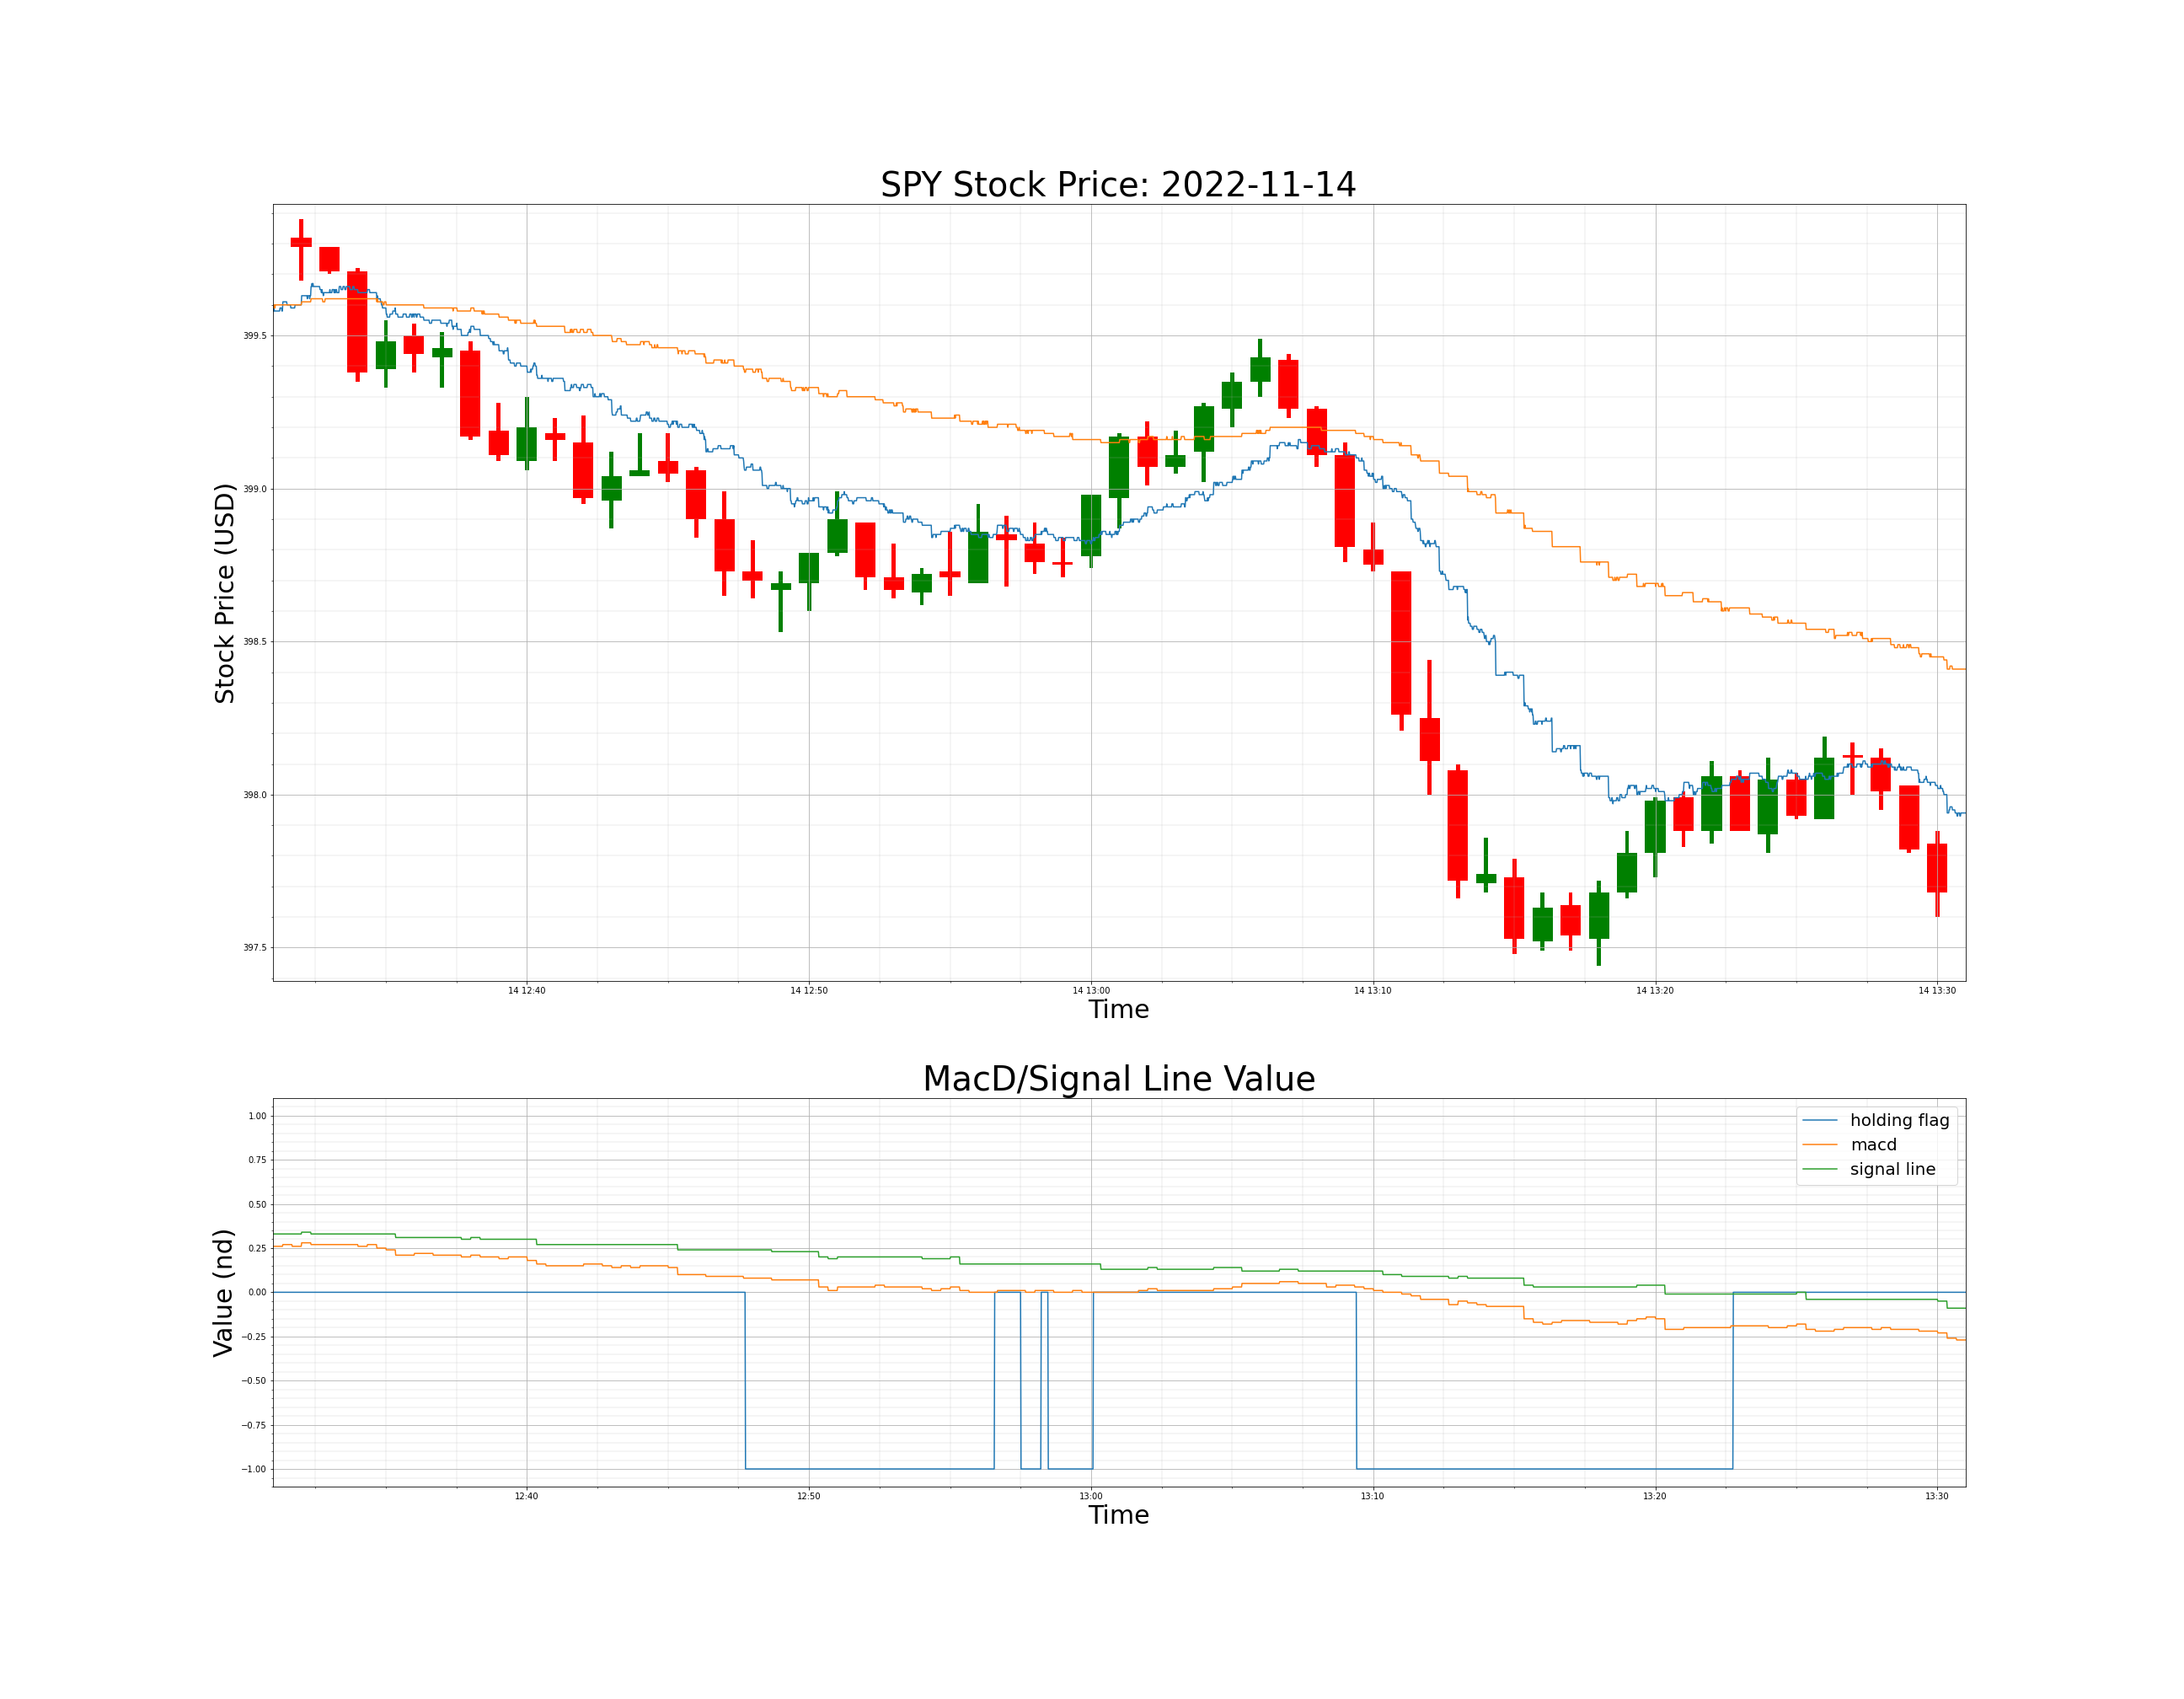 SPY Stock Price: 2022-11-14
Stock Price (USD)
399.5
399.0
398.5
398.0
397.5
14 12:40
14 12:50
14 13:00
14 13:10
14 13:20
14 13:30
Time
MacD/Signal Line Value
Value (nd)
1.00
0.75
0.50
0.25
0.00
−0.25
−0.50
−0.75
−1.00
holding flag
macd
signal line
12:40
12:50
13:00
13:10
13:20
13:30
Time